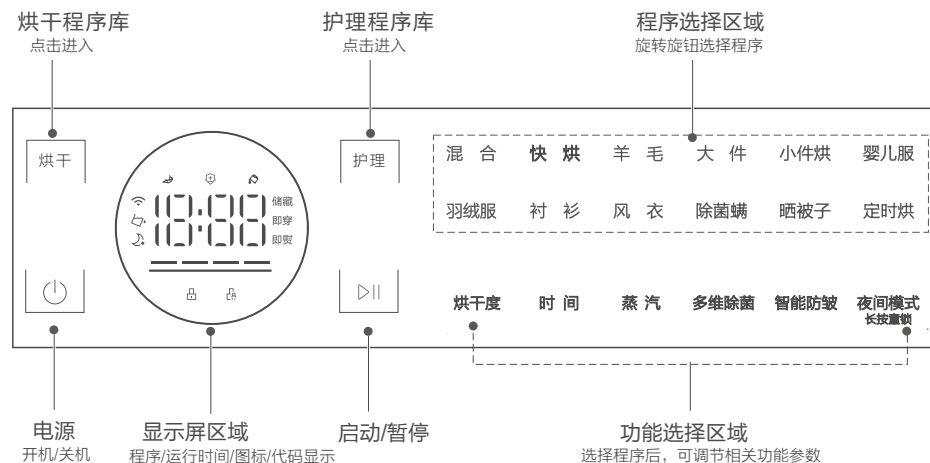 烘干程序库
点击进入
护理程序库
点击进入
程序选择区域
旋转旋钮选择程序
烘干
护理
混合 快烘 羊毛 大件 小件烘 婴儿服
羽绒服 衬衫 风衣 除菌螨 晒被子 定时烘
18:88
储藏
即穿
即熨
烘干度 时间 蒸汽 多维除菌 智能防皱 夜间模式
长按童锁
电源
开机/关机
显示屏区域
程序/运行时间/图标/代码显示
启动/暂停
功能选择区域
选择程序后，可调节相关功能参数